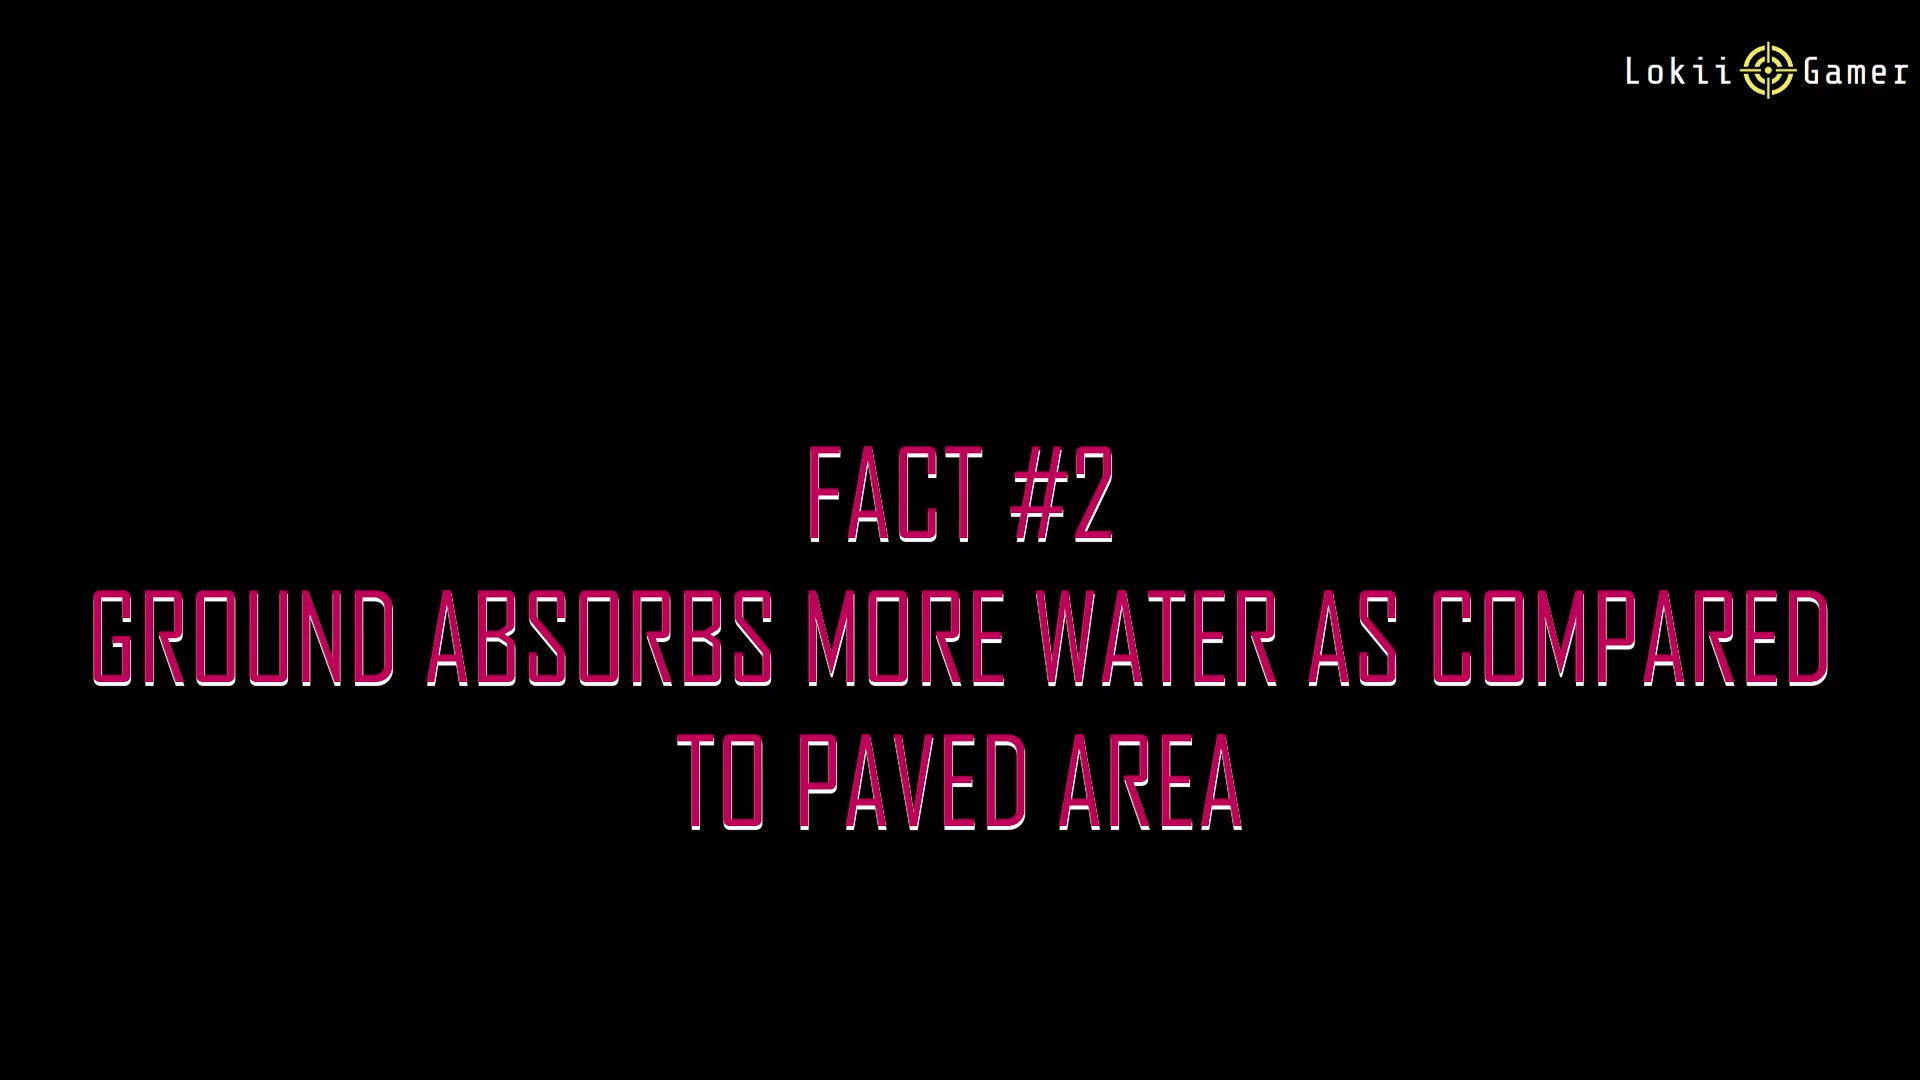 Lokii Gamer
FACT #2
GROUND ABSORBS MORE WATER AS COMPARED
TO PAVED AREA